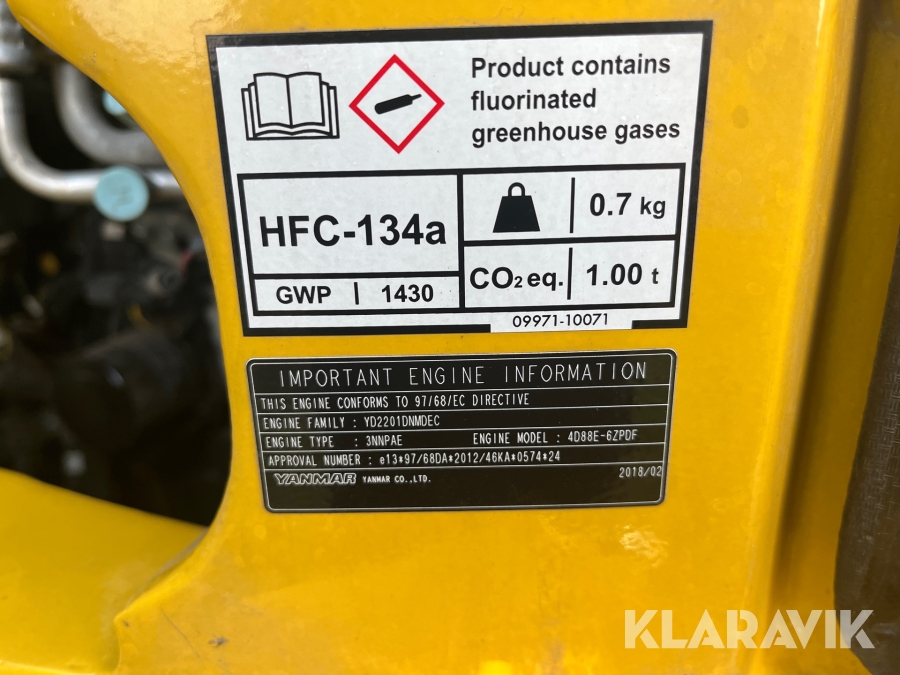 Product contains
fluorinated
greenhouse gases
HFC-134a
0.7 kg
GWP | 1430
CO2 eq. | 1.00 t
09971-10071
IMPORTANT ENGINE INFORMATION
THIS ENGINE CONFORMS TO 97/68/EC DIRECTIVE
ENGINE FAMILY : YD2201DNMDEC
ENGINE TYPE : 3NNPAE ENGINE MODEL : 4D88E-6ZPDF
APPROVAL NUMBER : e13*97/68DA*2012/46KA*0574*24
YANMAR YANMAR CO.,LTD. 2018/02
KLARAVIK